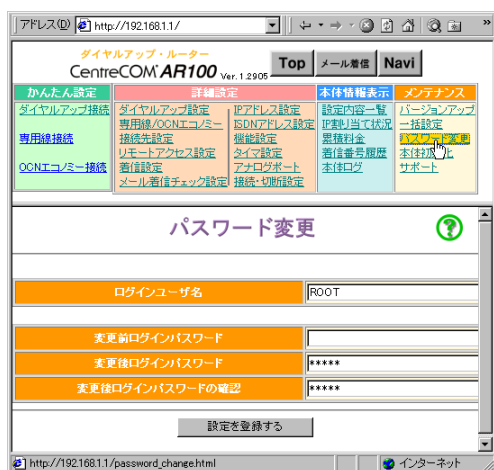 アドレス(D) http://192.168.1.1/
ダイヤルアップ・ルーター
CentreCOM AR100 Ver. 1.2905
Top メール着信 Navi
かんたん設定 詳細設定 本体情報表示 メンテナンス
ダイヤルアップ接続 ダイヤルアップ設定 IPアドレス設定 設定内容一覧 バージョンアップ
専用線/OCNエコノミー ISDNアドレス設定 IP割り当て状況 一括設定
専用線接続 接続先設定 機能設定 累積料金 パスワード変更
リモートアクセス設定 タイマ設定 着信番号履歴 本体初期化
OCNエコノミー接続 着信設定 アナログポート 本体ログ サポート
メール着信チェック設定 接続・切断設定
パスワード変更
ログインユーザ名 ROOT
変更前ログインパスワード
変更後ログインパスワード *****
変更後ログインパスワードの確認 *****
設定を登録する
http://192.168.1.1/password_change.html インターネット